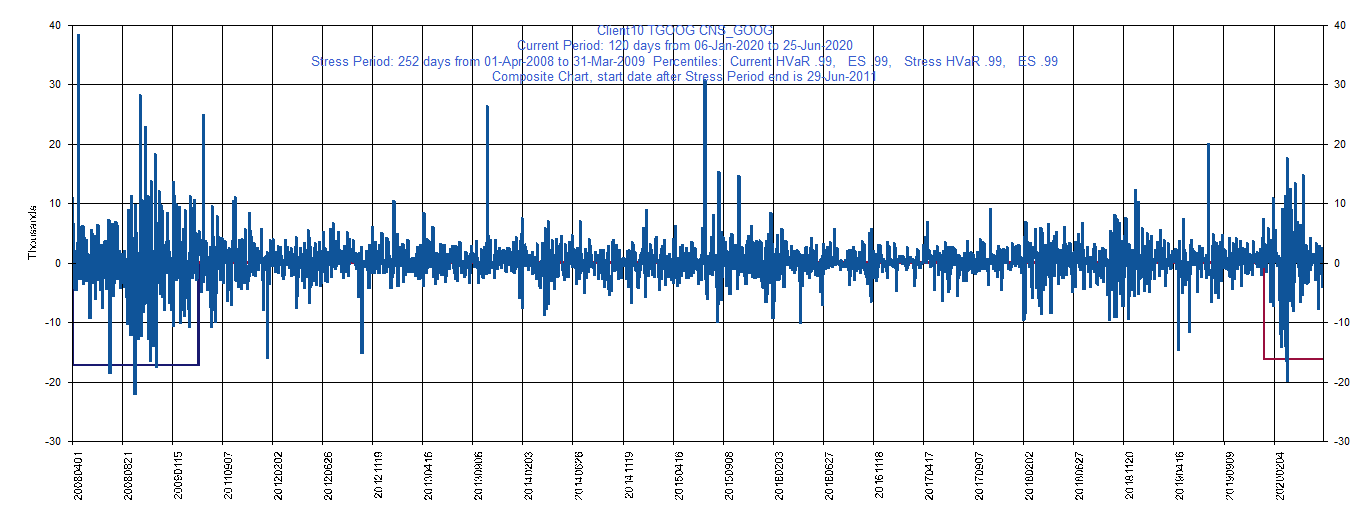 Client10 TGOOG CNS_GOOG
Current Period: 120 days from 06-Jan-2020 to 25-Jun-2020
Stress Period: 252 days from 01-Apr-2008 to 31-Mar-2009 Percentiles: Current HVaR .99, ES .99, Stress HVaR .99, ES .99
Composite Chart, start date after Stress Period end is 29-Jun-2011
Thousands
40 40
30 30
20 20
10 10
0 0
-10 -10
-20 -20
-30 -30
20080401 20080821 20090115 20110907 20120202 20120626 20121119 20130416 20130906 20140203 20140626 20141119 20150416 20150908 20160203 20160627 20161118 20170417 20170907 20180202 20180627 20181120 20190416 20190909 20200204